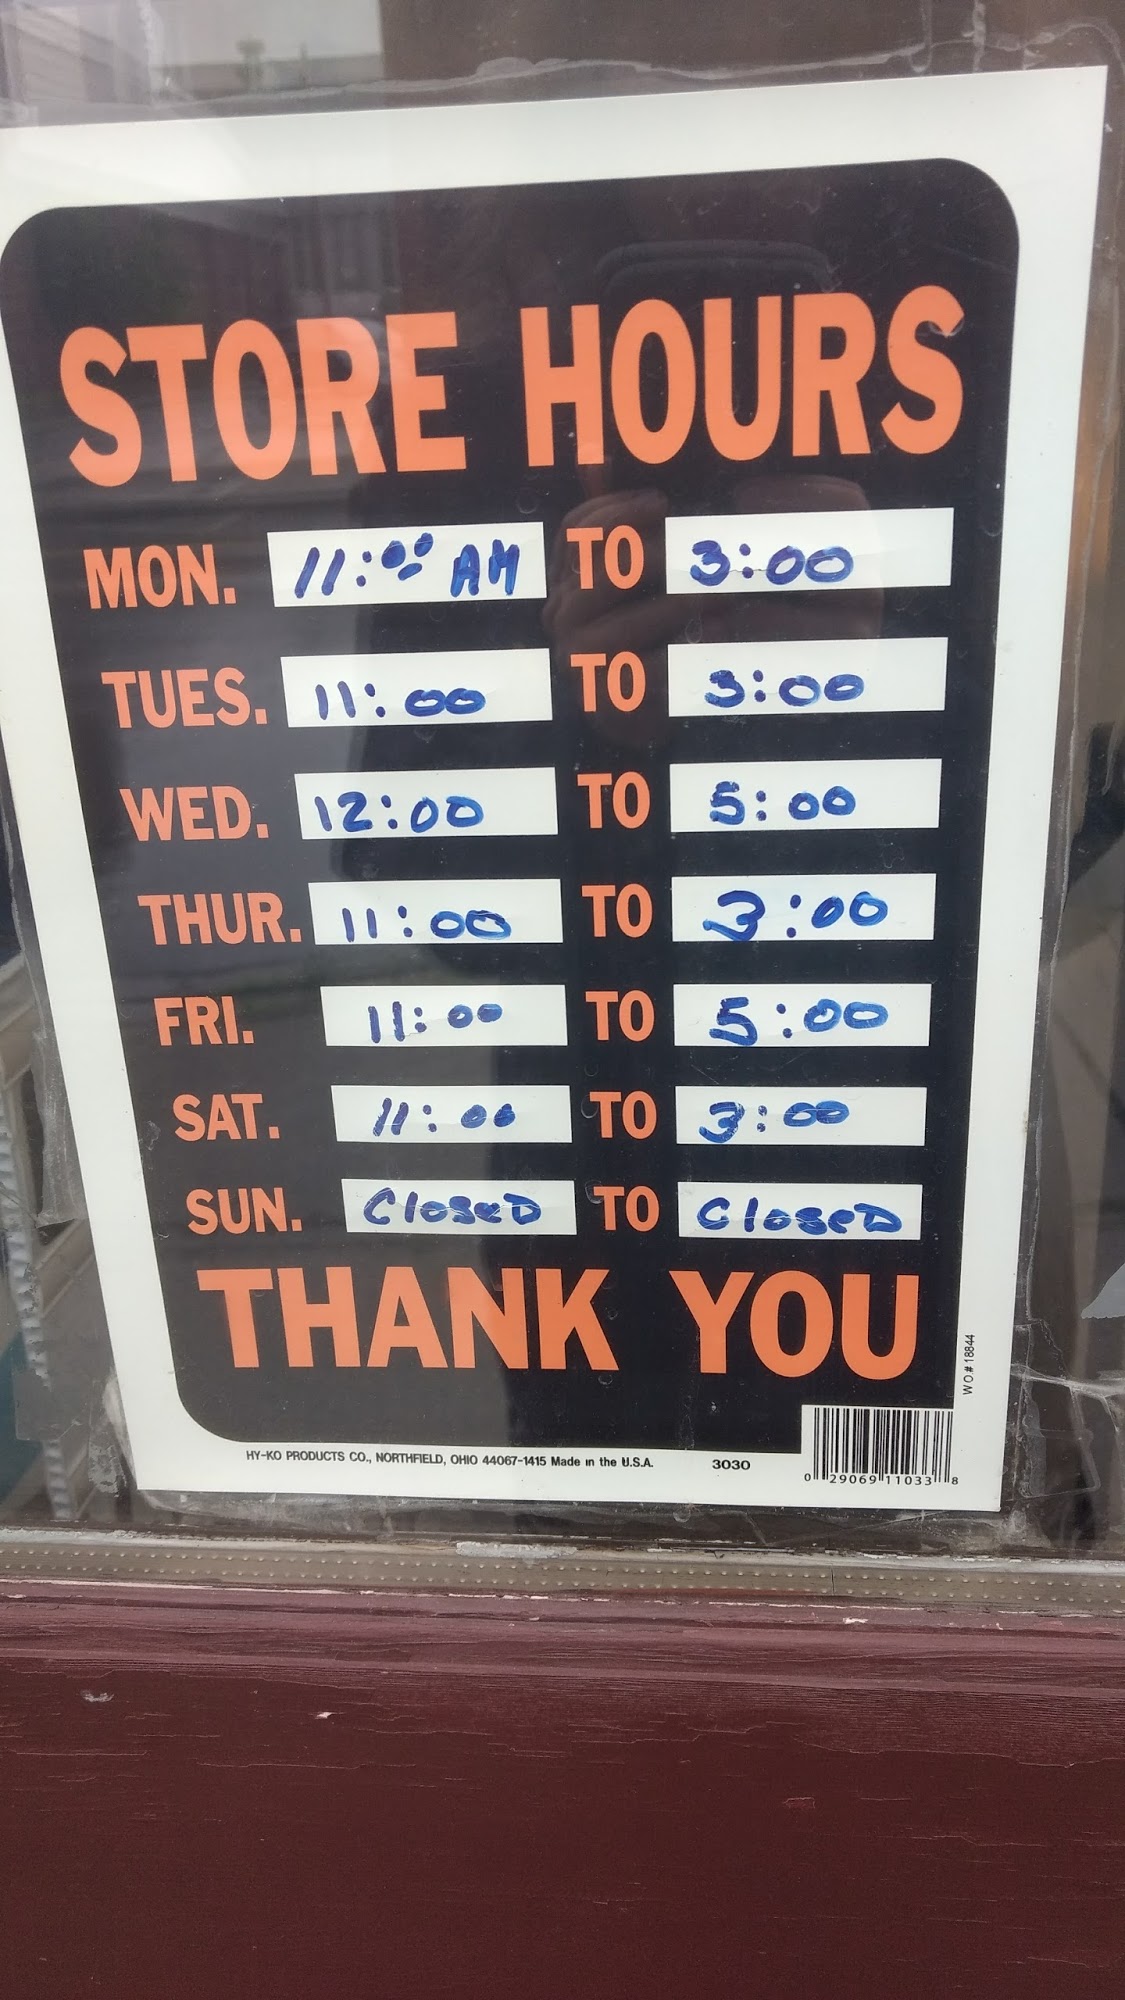 STORE HOURS
MON. 11:00 AM TO 3:00
TUES. 11:00 TO 3:00
WED. 12:00 TO 5:00
THUR. 11:00 TO 3:00
FRI. 11:00 TO 5:00
SAT. 11:00 TO 3:00
SUN. Closed TO Closed
THANK YOU
W.O.# 18844
HY-KO PRODUCTS CO., NORTHFIELD, OHIO 44067-1415 Made in the U.S.A. 3030
0 29069 11033 8